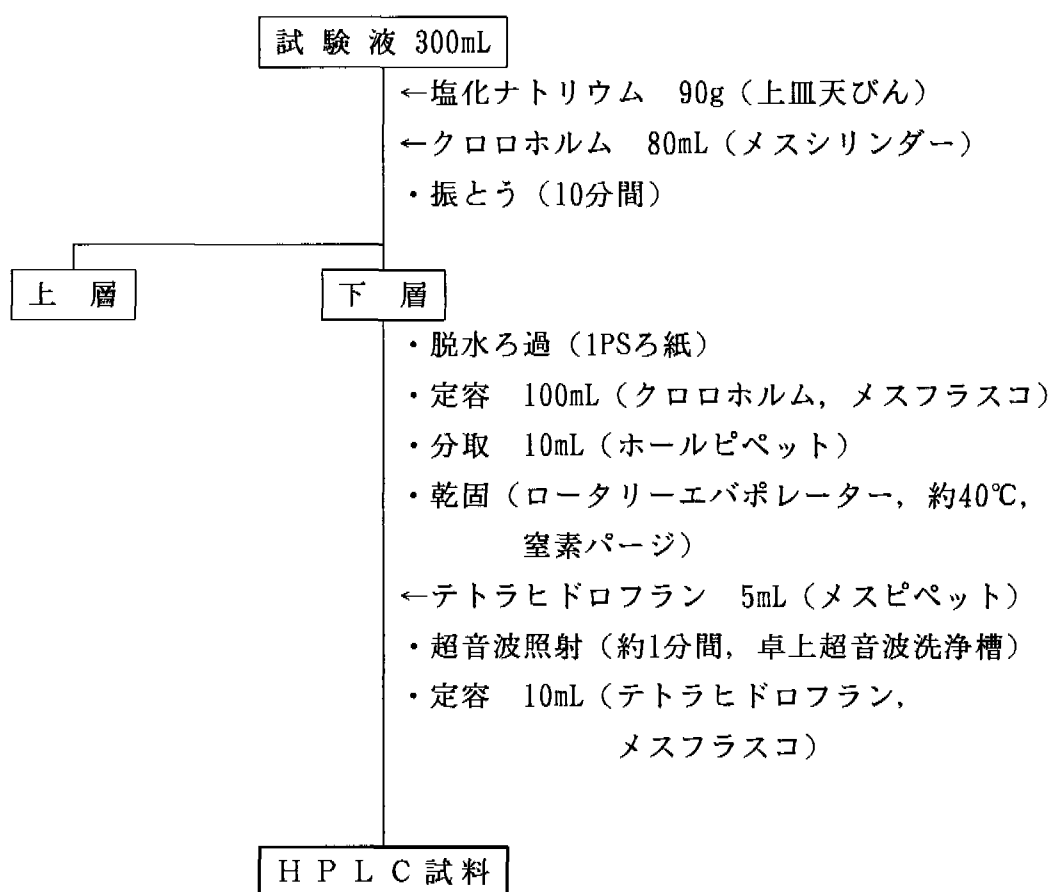 試 験 液 300mL
←塩化ナトリウム 90g（上皿天びん）
←クロロホルム 80mL（メスシリンダー）
・振とう（10分間）
上 層
下 層
・脱水ろ過（1PSろ紙）
・定容 100mL（クロロホルム，メスフラスコ）
・分取 10mL（ホールピペット）
・乾固（ロータリーエバポレーター，約40℃，
窒素パージ）
←テトラヒドロフラン 5mL（メスピペット）
・超音波照射（約1分間，卓上超音波洗浄槽）
・定容 10mL（テトラヒドロフラン，
メスフラスコ）
ＨＰＬＣ試料